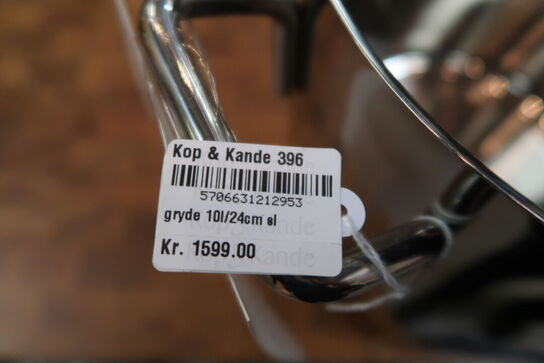 Kop & Kande 396
5706631212953
gryde 10l/24cm sl
Kr. 1599.00